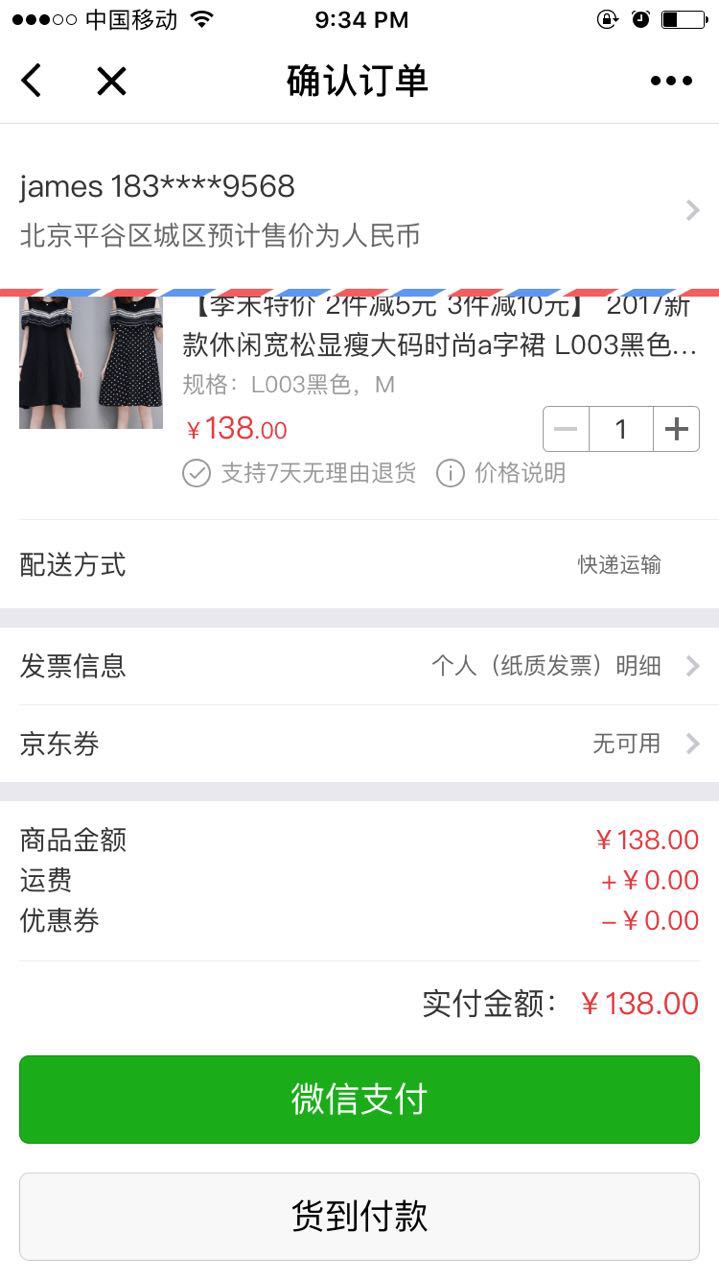 中国移动 9:34 PM
确认订单
james 183****9568
北京平谷区城区预计售价为人民币
【季末特价 2件减5元 3件减10元】 2017新
款休闲宽松显瘦大码时尚a字裙 L003黑色...
规格：L003黑色，M
¥138.00
1
支持7天无理由退货 价格说明
配送方式 快递运输
发票信息 个人（纸质发票）明细
京东券 无可用
商品金额 ¥138.00
运费 +¥0.00
优惠券 -¥0.00
实付金额： ¥138.00
微信支付
货到付款